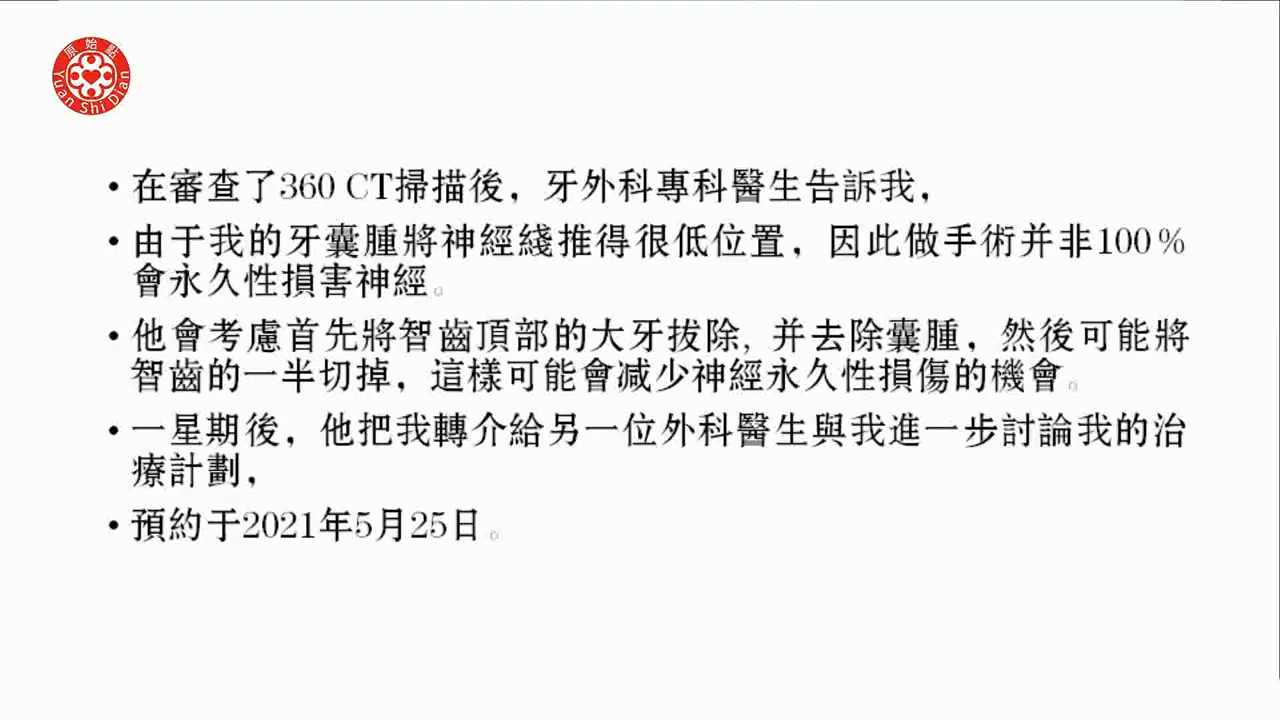 原始點
Yuan Shi Dian
• 在審查了360 CT掃描後，牙外科專科醫生告訴我，
• 由于我的牙囊腫將神經綫推得很低位置，因此做手術并非100%
會永久性損害神經。
• 他會考慮首先將智齒頂部的大牙拔除, 并去除囊腫，然後可能將
智齒的一半切掉，這樣可能會减少神經永久性損傷的機會。
• 一星期後，他把我轉介給另一位外科醫生與我進一步討論我的治
療計劃，
• 預約于2021年5月25日。